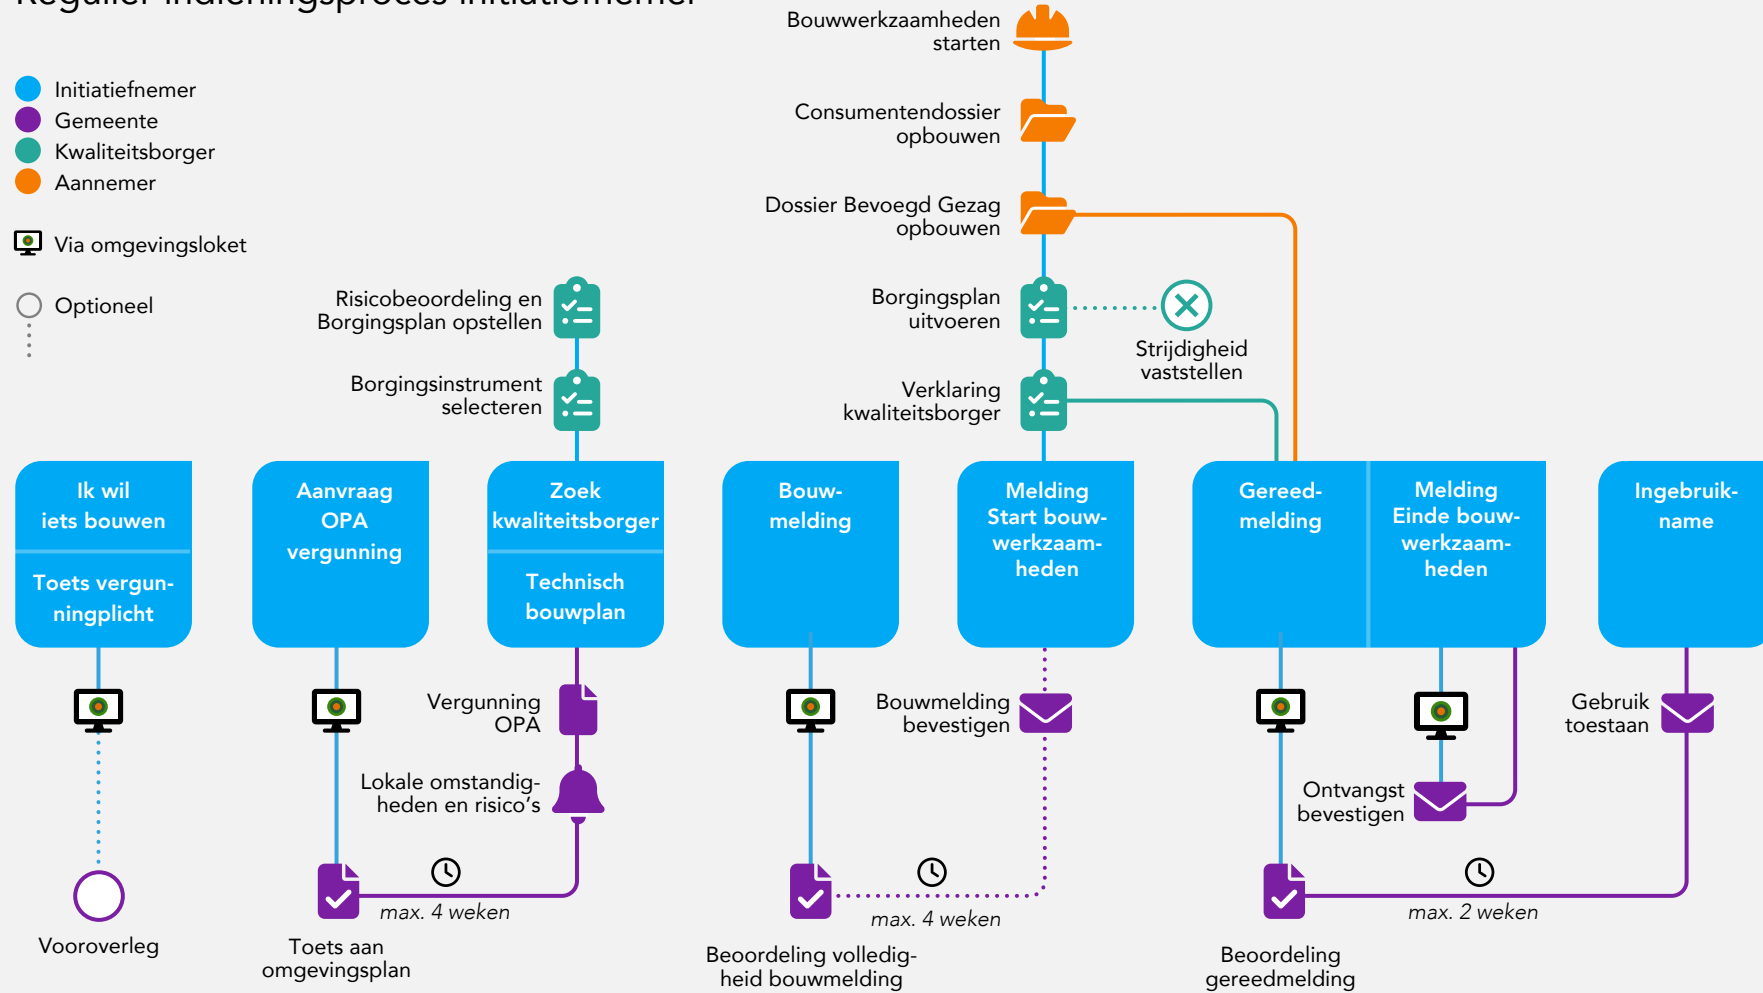 Regulier indieningsproces initiatiefnemer
Initiatiefnemer
Gemeente
Kwaliteitsborger
Aannemer
Via omgevingsloket
Optioneel
Bouwwerkzaamheden
starten
Consumentendossier
opbouwen
Dossier Bevoegd Gezag
opbouwen
Risicobeoordeling en
Borgingsplan opstellen
Borgingsplan
uitvoeren
Strijdigheid
vaststellen
Borgingsinstrument
selecteren
Verklaring
kwaliteitsborger
Ik wil
iets bouwen
Toets vergun-
ningplicht
Aanvraag
OPA
vergunning
Zoek
kwaliteitsborger
Technisch
bouwplan
Bouw-
melding
Melding
Start bouw-
werkzaam-
heden
Gereed-
melding
Melding
Einde bouw-
werkzaam-
heden
Ingebruik-
name
Vergunning
OPA
Lokale omstandig-
heden en risico's
Bouwmelding
bevestigen
Ontvangst
bevestigen
Gebruik
toestaan
max. 4 weken
max. 4 weken
max. 2 weken
Vooroverleg
Toets aan
omgevingsplan
Beoordeling volledig-
heid bouwmelding
Beoordeling
gereedmelding